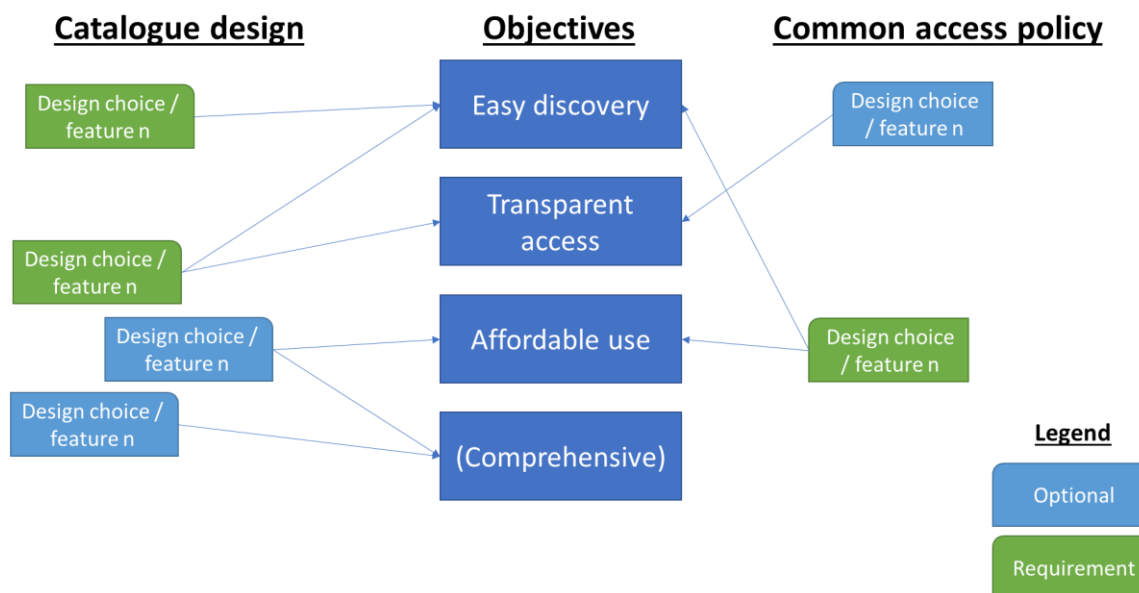 Catalogue design
Objectives
Common access policy
Design choice /
feature n
Easy discovery
Design choice
/ feature n
Transparent
access
Design choice /
feature n
Design choice /
feature n
Affordable use
Design choice
/ feature n
Design choice /
feature n
(Comprehensive)
Legend
Optional
Requirement